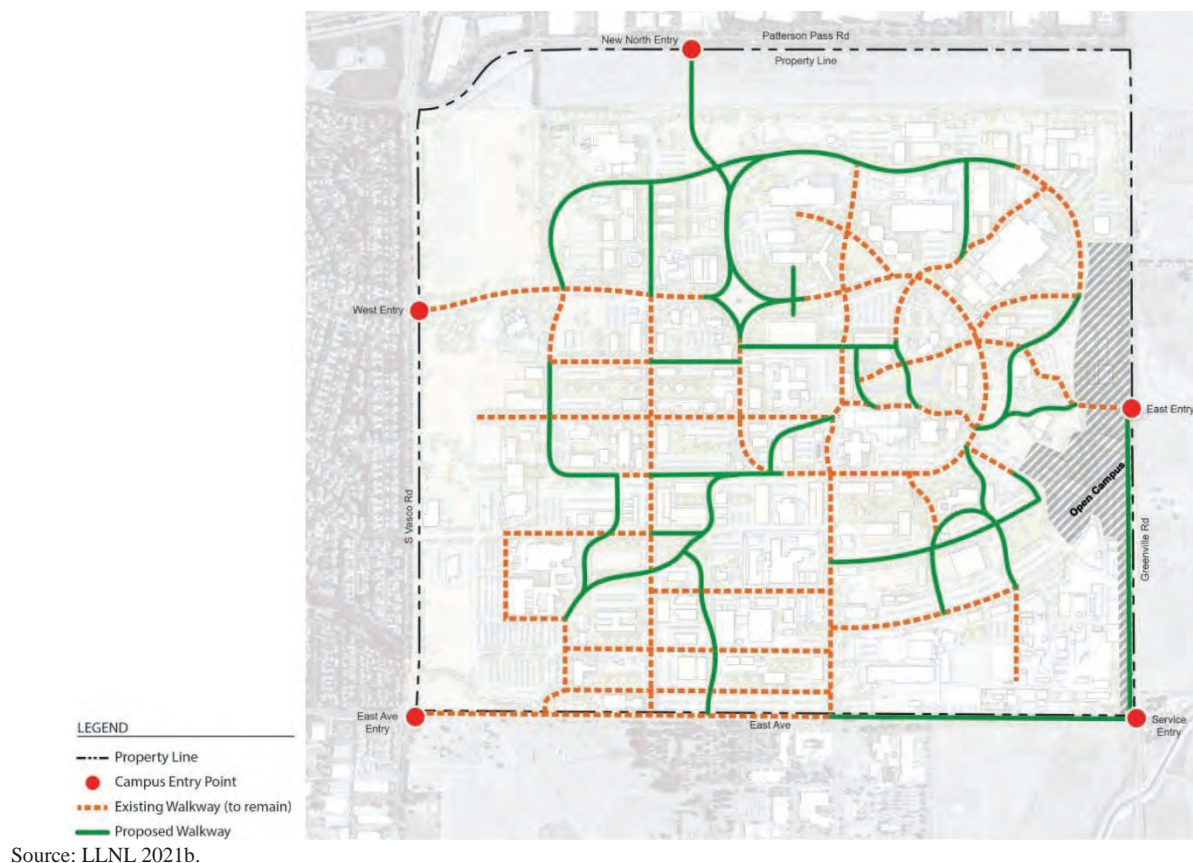 New North Entry
Patterson Pass Rd
Property Line
West Entry
East Entry
Open Campus
S Vasco Rd
Greenville Rd
East Ave
Entry
East Ave
Service
Entry
LEGEND
Property Line
Campus Entry Point
Existing Walkway (to remain)
Proposed Walkway
Source: LLNL 2021b.